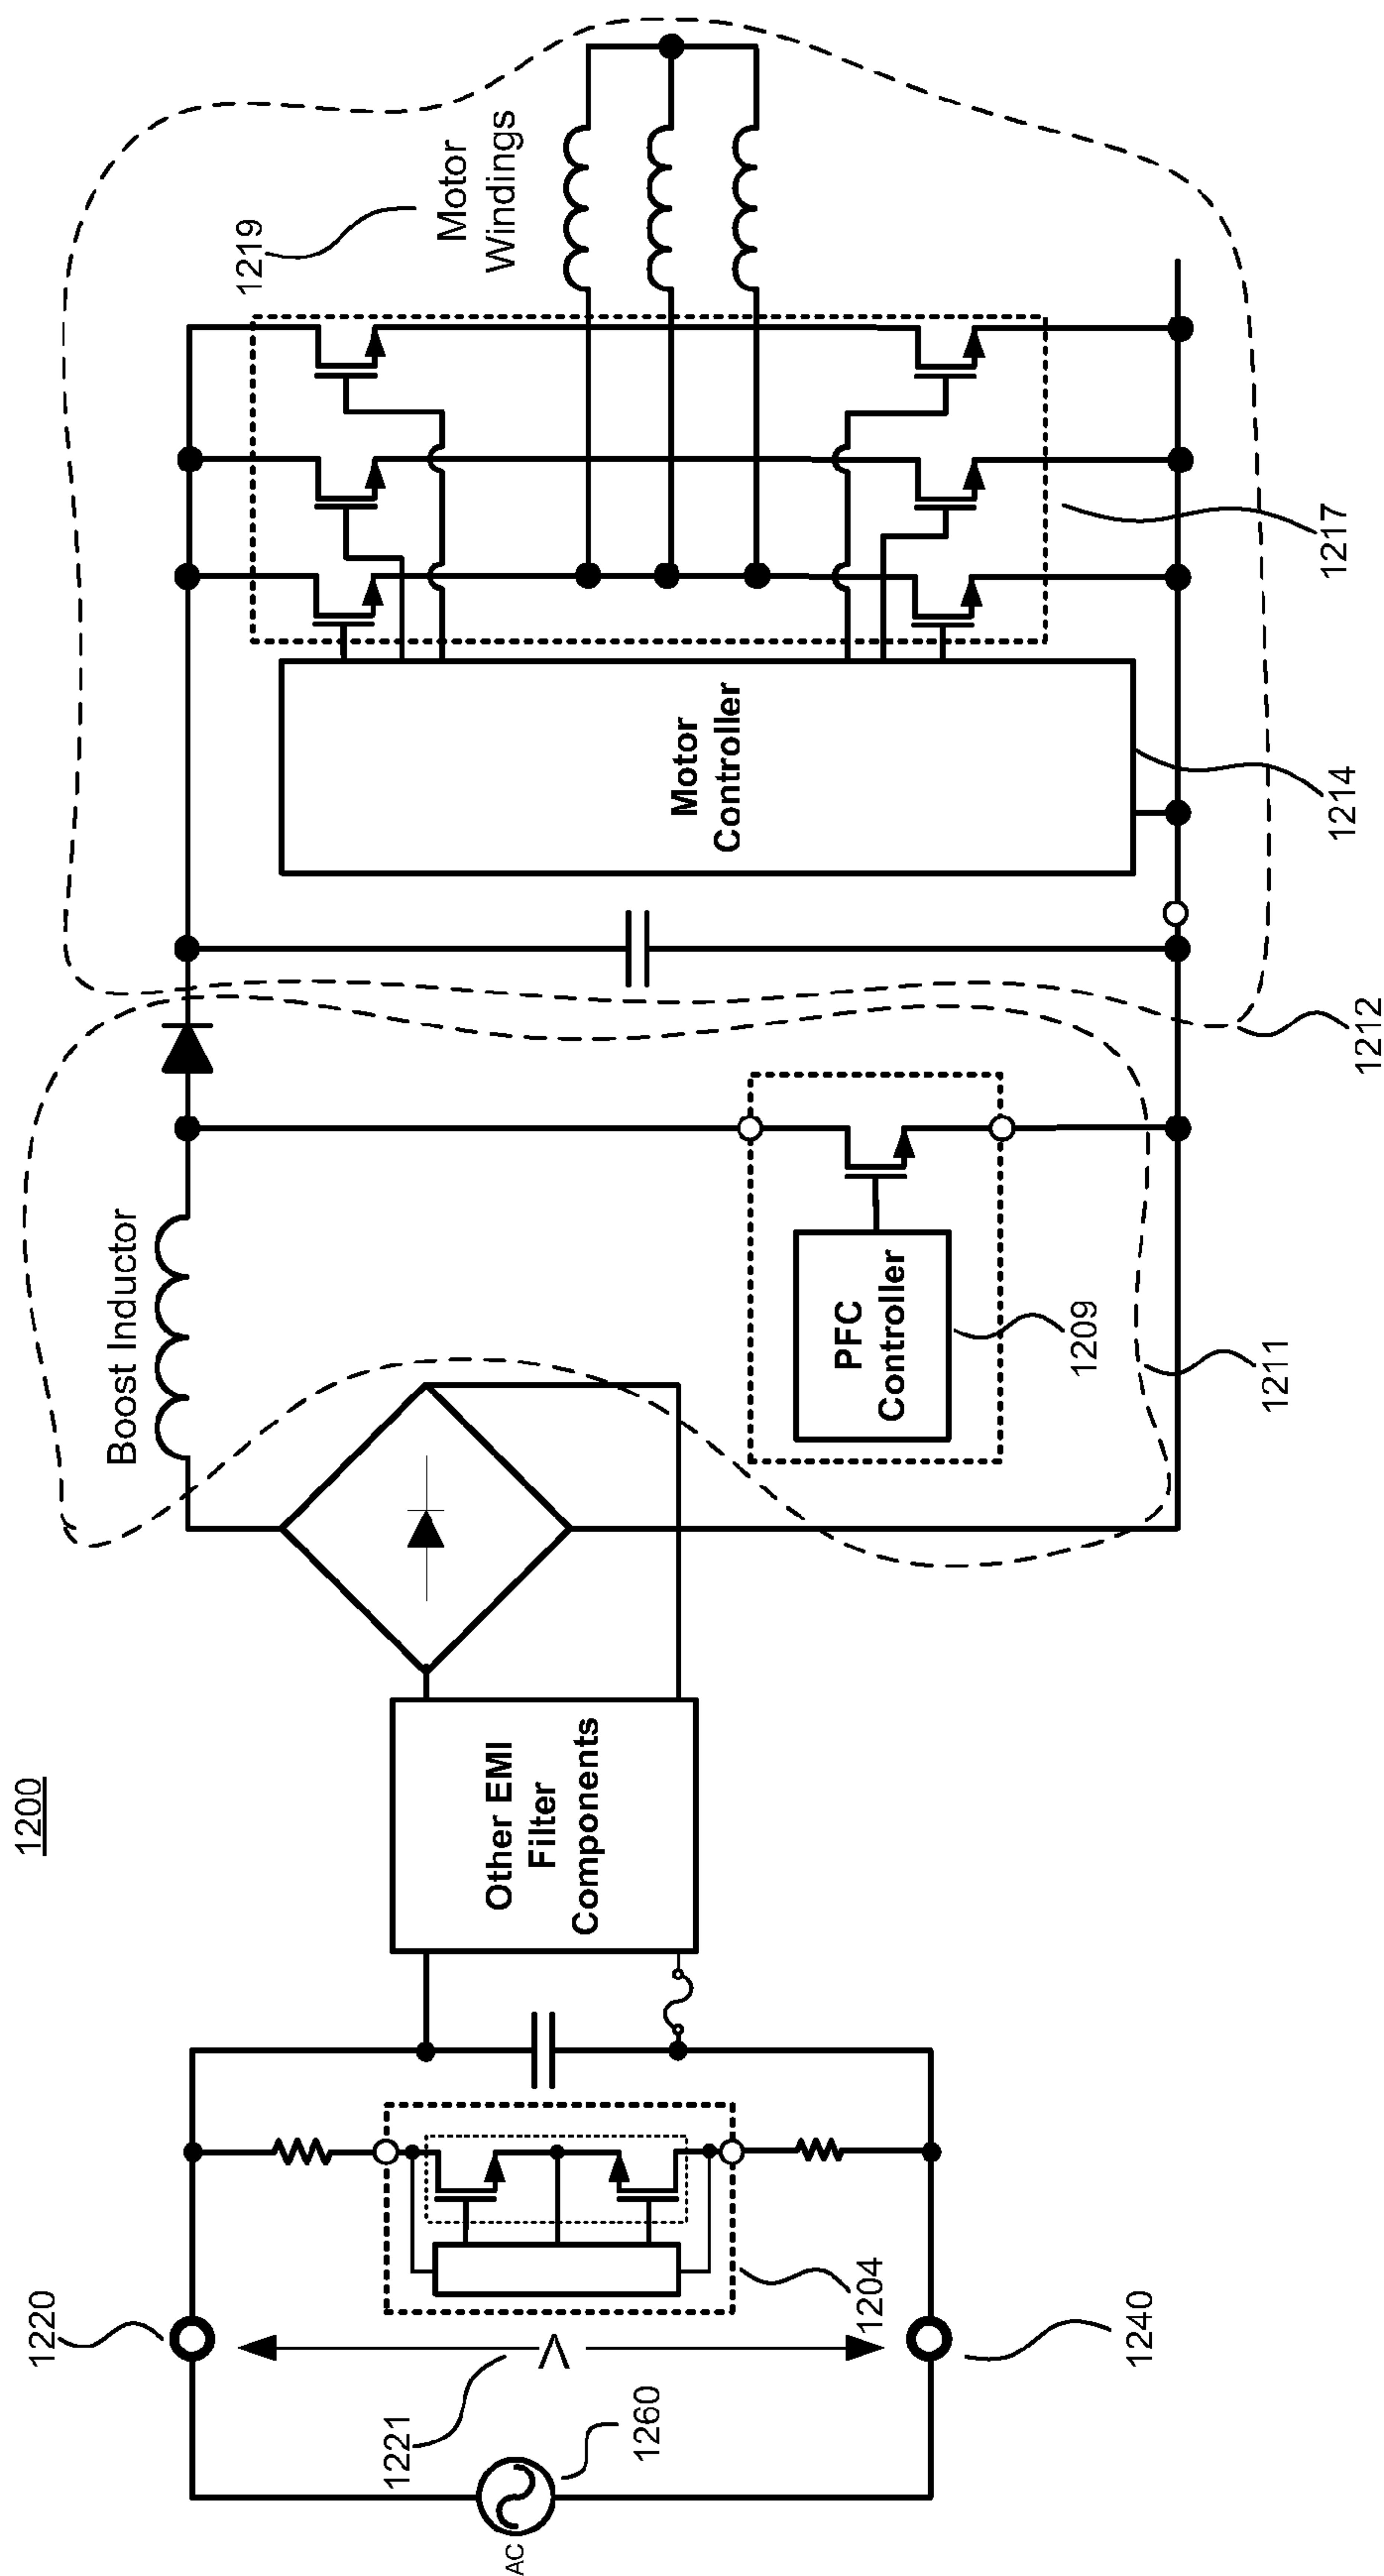 1200
1220
1221
V
1260
AC
1240
1204
Other EMI
Filter
Components
Boost Inductor
PFC
Controller
1209
1211
1212
Motor
Controller
1214
1217
1219
Motor
Windings